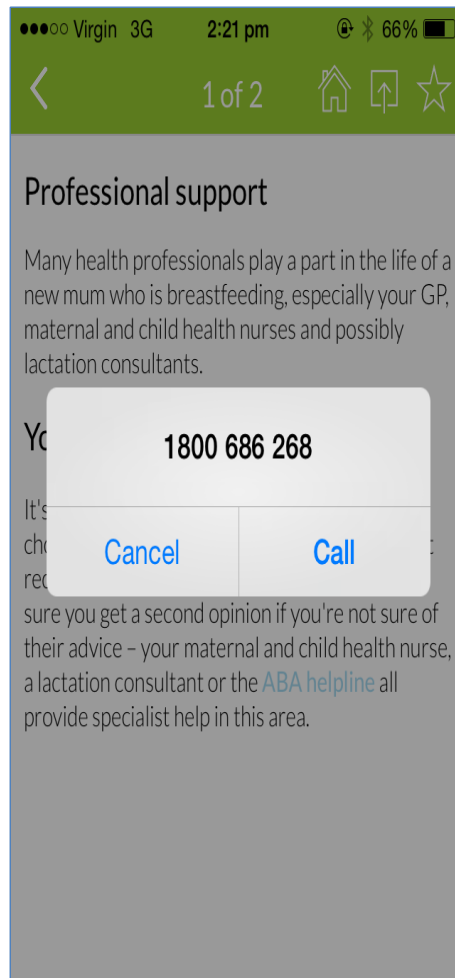 Virgin 3G 2:21 pm 66%
1 of 2
Professional support
Many health professionals play a part in the life of a
new mum who is breastfeeding, especially your GP,
maternal and child health nurses and possibly
lactation consultants.
1800 686 268
It's
Cancel Call
sure you get a second opinion if you're not sure of
their advice – your maternal and child health nurse,
a lactation consultant or the ABA helpline all
provide specialist help in this area.